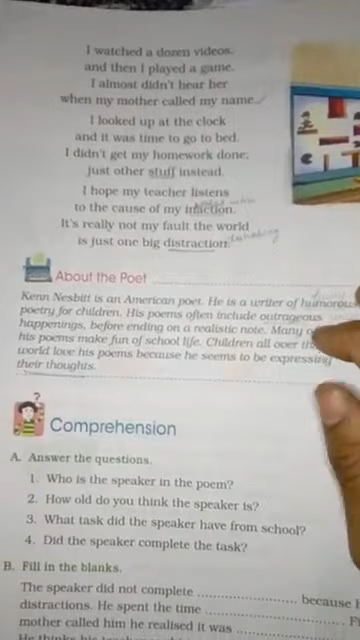 I watched a dozen videos,
and then I played a game.
I almost didn't hear her
when my mother called my name.
I looked up at the clock
and it was time to go to bed.
I didn't get my homework done;
just other stuff instead.
I hope my teacher listens
to the cause of my inaction.
It's really not my fault the world
is just one big distraction.
About the Poet
Kenn Nesbitt is an American poet. He is a writer of humorous
poetry for children. His poems often include outrageous
happenings, before ending on a realistic note. Many of
his poems make fun of school life. Children all over the
world love his poems because he seems to be expressing
their thoughts.
Comprehension
A. Answer the questions.
1. Who is the speaker in the poem?
2. How old do you think the speaker is?
3. What task did the speaker have from school?
4. Did the speaker complete the task?
B. Fill in the blanks.
The speaker did not complete .................... because h
distractions. He spent the time ....................
mother called him he realised it was ....................
He thinks his